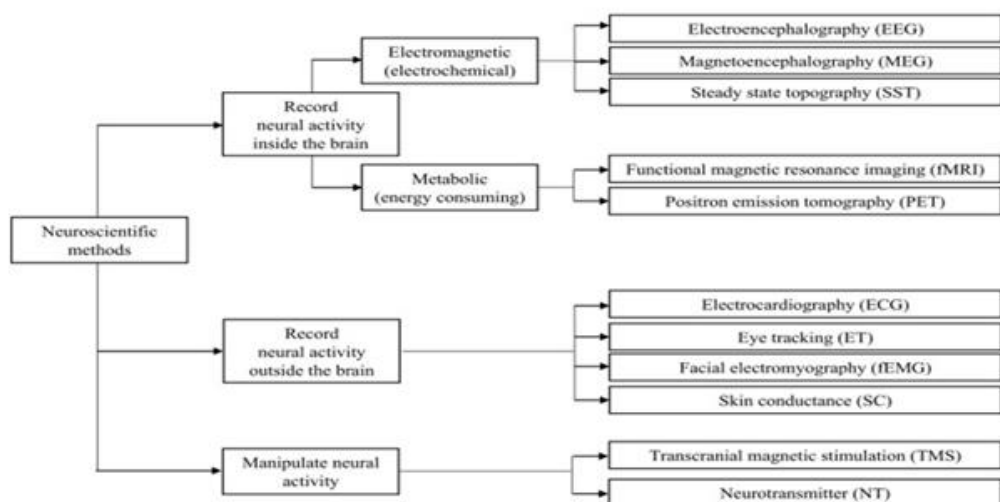 Neuroscientific
methods
Record
neural activity
inside the brain
Electromagnetic
(electrochemical)
Electroencephalography (EEG)
Magnetoencephalography (MEG)
Steady state topography (SST)
Metabolic
(energy consuming)
Functional magnetic resonance imaging (fMRI)
Positron emission tomography (PET)
Record
neural activity
outside the brain
Electrocardiography (ECG)
Eye tracking (ET)
Facial electromyography (fEMG)
Skin conductance (SC)
Manipulate neural
activity
Transcranial magnetic stimulation (TMS)
Neurotransmitter (NT)